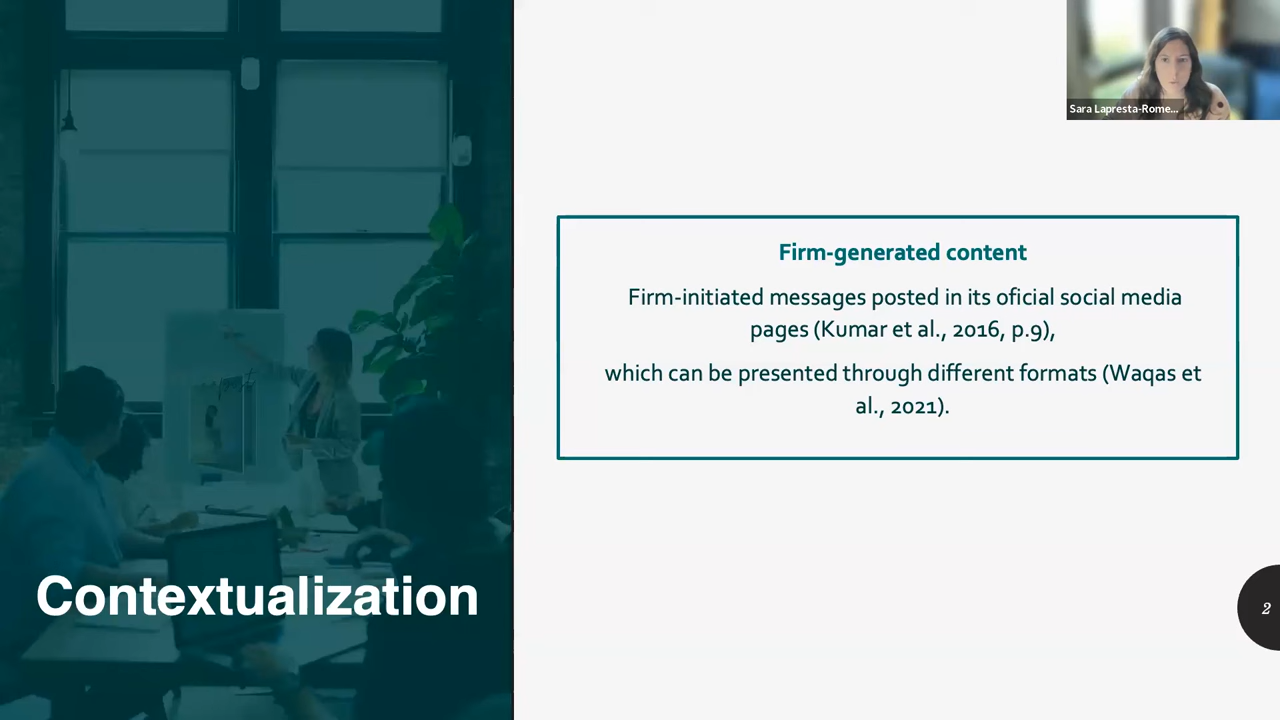 Sara Lapresta-Rome...
Firm-generated content
Firm-initiated messages posted in its oficial social media
pages (Kumar et al., 2016, p.9),
which can be presented through different formats (Waqas et
al., 2021).
Contextualization
2